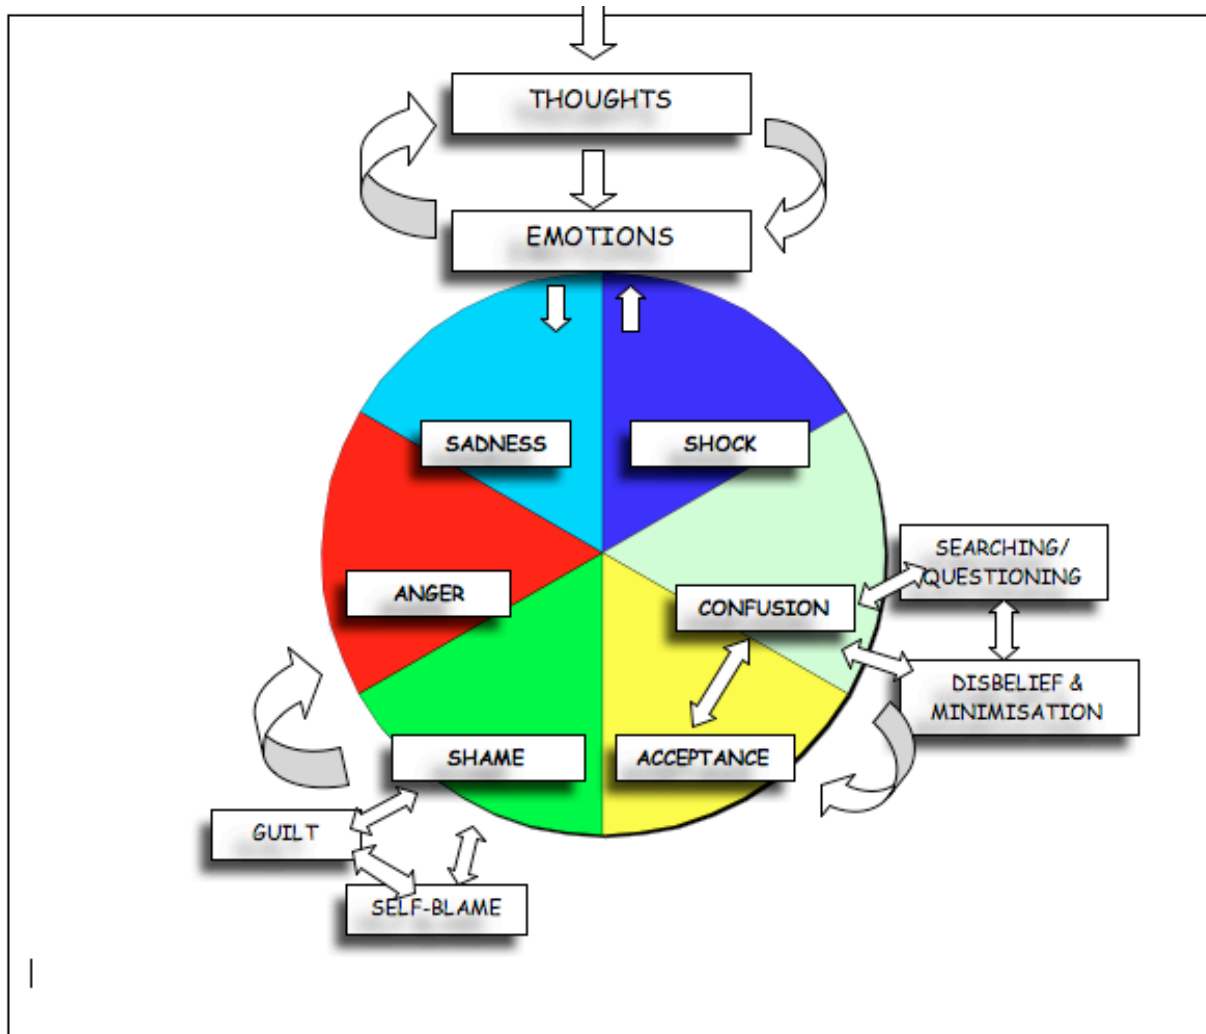 THOUGHTS
EMOTIONS
SADNESS
SHOCK
SEARCHING/
QUESTIONING
ANGER
CONFUSION
DISBELIEF &
MINIMISATION
SHAME
ACCEPTANCE
GUILT
SELF-BLAME